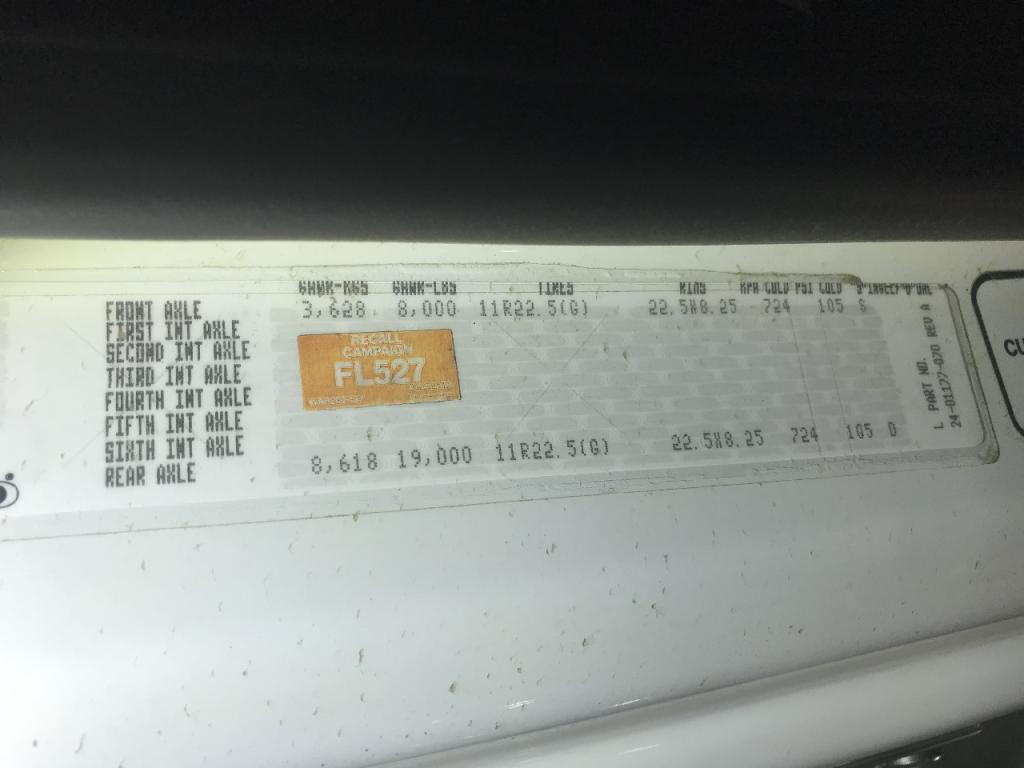 GAWR-KGS GAWR-LBS TIRES RIMS KPA COLD PSI COLD
FRONT AXLE 3,628 8,000 11R22.5(G) 22.5X8.25 724 105 S
FIRST INT AXLE
SECOND INT AXLE
THIRD INT AXLE
FOURTH INT AXLE
FIFTH INT AXLE
SIXTH INT AXLE
REAR AXLE 8,618 19,000 11R22.5(G) 22.5X8.25 724 105 D
RECALL
CAMPAIGN
FL527
L PART NO.
24-01177-070 REV A
CU